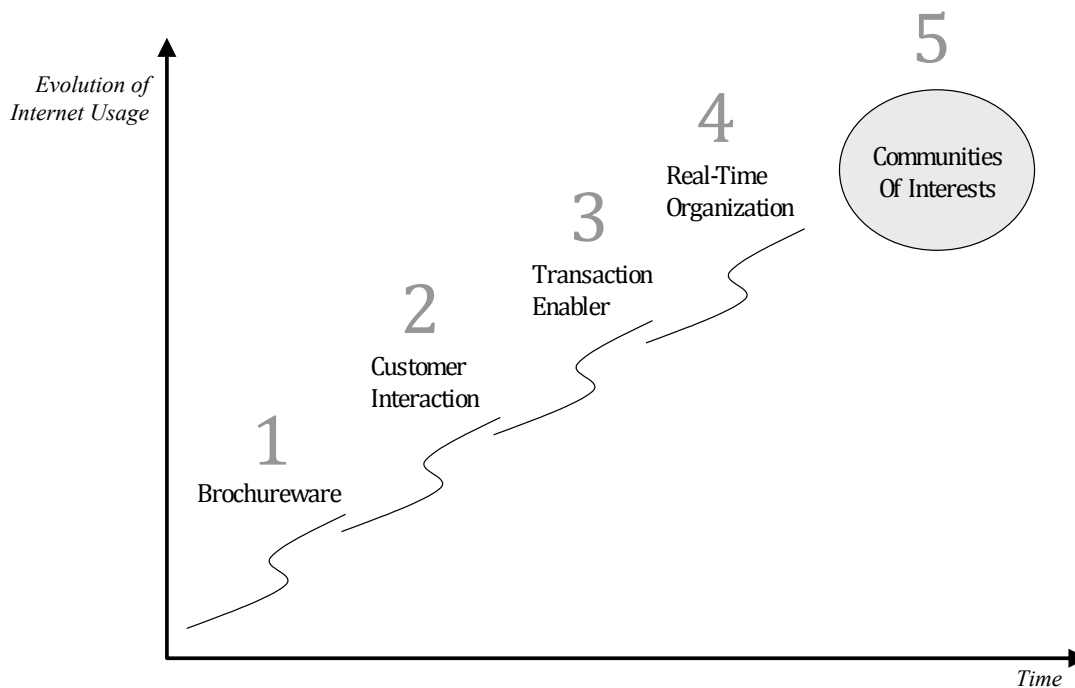 5
Evolution of
Internet Usage
4
Communities
Of Interests
Real-Time
Organization
3
Transaction
Enabler
2
Customer
Interaction
1
Brochureware
Time